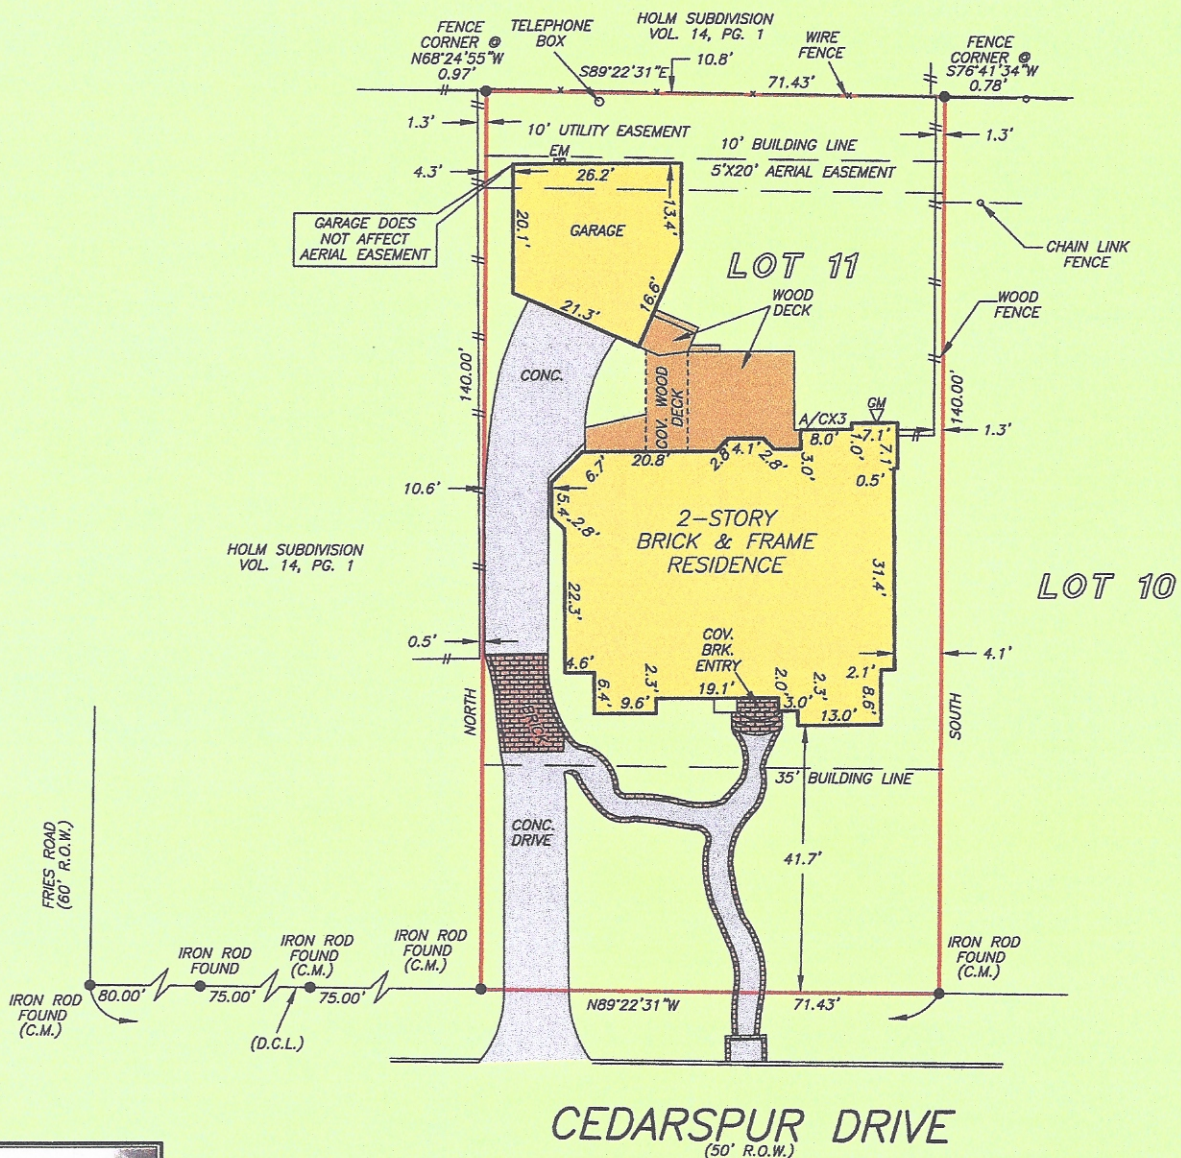 HOLM SUBDIVISION
VOL. 14, PG. 1
FENCE
CORNER @
N68°24'55"W
0.97'
TELEPHONE
BOX
S89°22'31"E
10.8'
71.43'
WIRE
FENCE
FENCE
CORNER @
S76°41'34"W
0.78'
1.3'
10' UTILITY EASEMENT
10' BUILDING LINE
1.3'
4.3'
EM
26.2'
5'X20' AERIAL EASEMENT
GARAGE DOES
NOT AFFECT
AERIAL EASEMENT
20.1'
GARAGE
13.4'
LOT 11
CHAIN LINK
FENCE
21.3'
16.6'
WOOD
DECK
WOOD
FENCE
140.00'
CONC.
COV. WOOD
DECK
140.00'
A/CX3
GM
8.0'
1.0'
7.1'
7.1'
1.3'
6.7'
20.8'
2.8'
4.1'
2.8'
3.0'
0.5'
10.6'
5.4'
2.8'
2-STORY
BRICK & FRAME
RESIDENCE
HOLM SUBDIVISION
VOL. 14, PG. 1
31.4'
LOT 10
22.3'
0.5'
COV.
BRK.
ENTRY
4.1'
4.6'
6.4'
9.6'
2.3'
19.1'
2.0'
3.0'
2.3'
13.0'
2.1'
8.6'
NORTH
BRICK
SOUTH
35' BUILDING LINE
CONC.
DRIVE
41.7'
FRIES ROAD
(60' R.O.W.)
IRON ROD
FOUND
(C.M.)
80.00'
IRON ROD
FOUND
75.00'
IRON ROD
FOUND
(C.M.)
75.00'
IRON ROD
FOUND
(C.M.)
(D.C.L.)
N89°22'31"W
71.43'
IRON ROD
FOUND
(C.M.)
CEDARSPUR DRIVE
(50' R.O.W.)